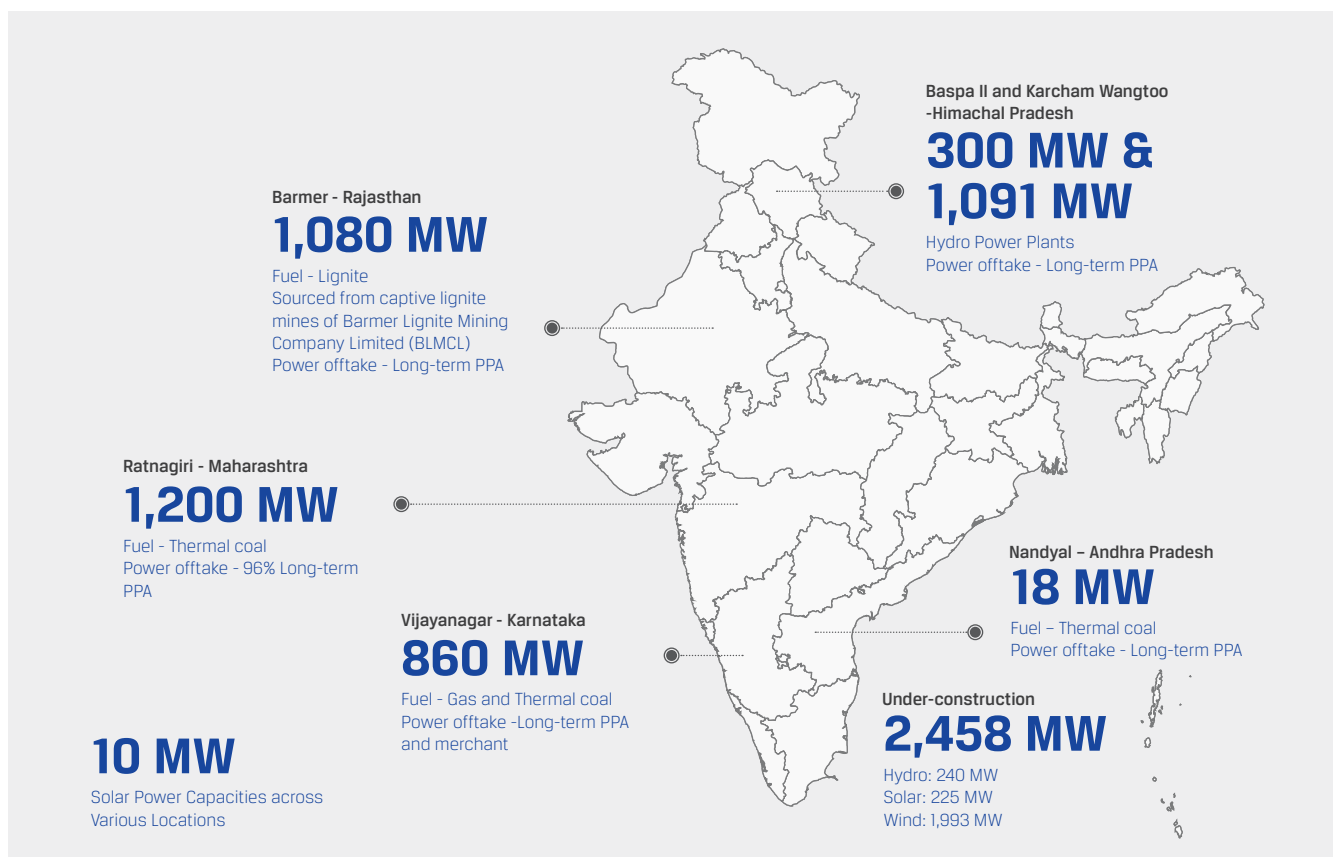 Baspa II and Karcham Wangtoo
-Himachal Pradesh
300 MW &
1,091 MW
Hydro Power Plants
Power offtake - Long-term PPA
Barmer - Rajasthan
1,080 MW
Fuel - Lignite
Sourced from captive lignite
mines of Barmer Lignite Mining
Company Limited (BLMCL)
Power offtake - Long-term PPA
Ratnagiri - Maharashtra
1,200 MW
Fuel - Thermal coal
Power offtake - 96% Long-term
PPA
Nandyal – Andhra Pradesh
18 MW
Fuel – Thermal coal
Power offtake - Long-term PPA
Vijayanagar - Karnataka
860 MW
Fuel - Gas and Thermal coal
Power offtake -Long-term PPA
and merchant
Under-construction
2,458 MW
Hydro: 240 MW
Solar: 225 MW
Wind: 1,993 MW
10 MW
Solar Power Capacities across
Various Locations